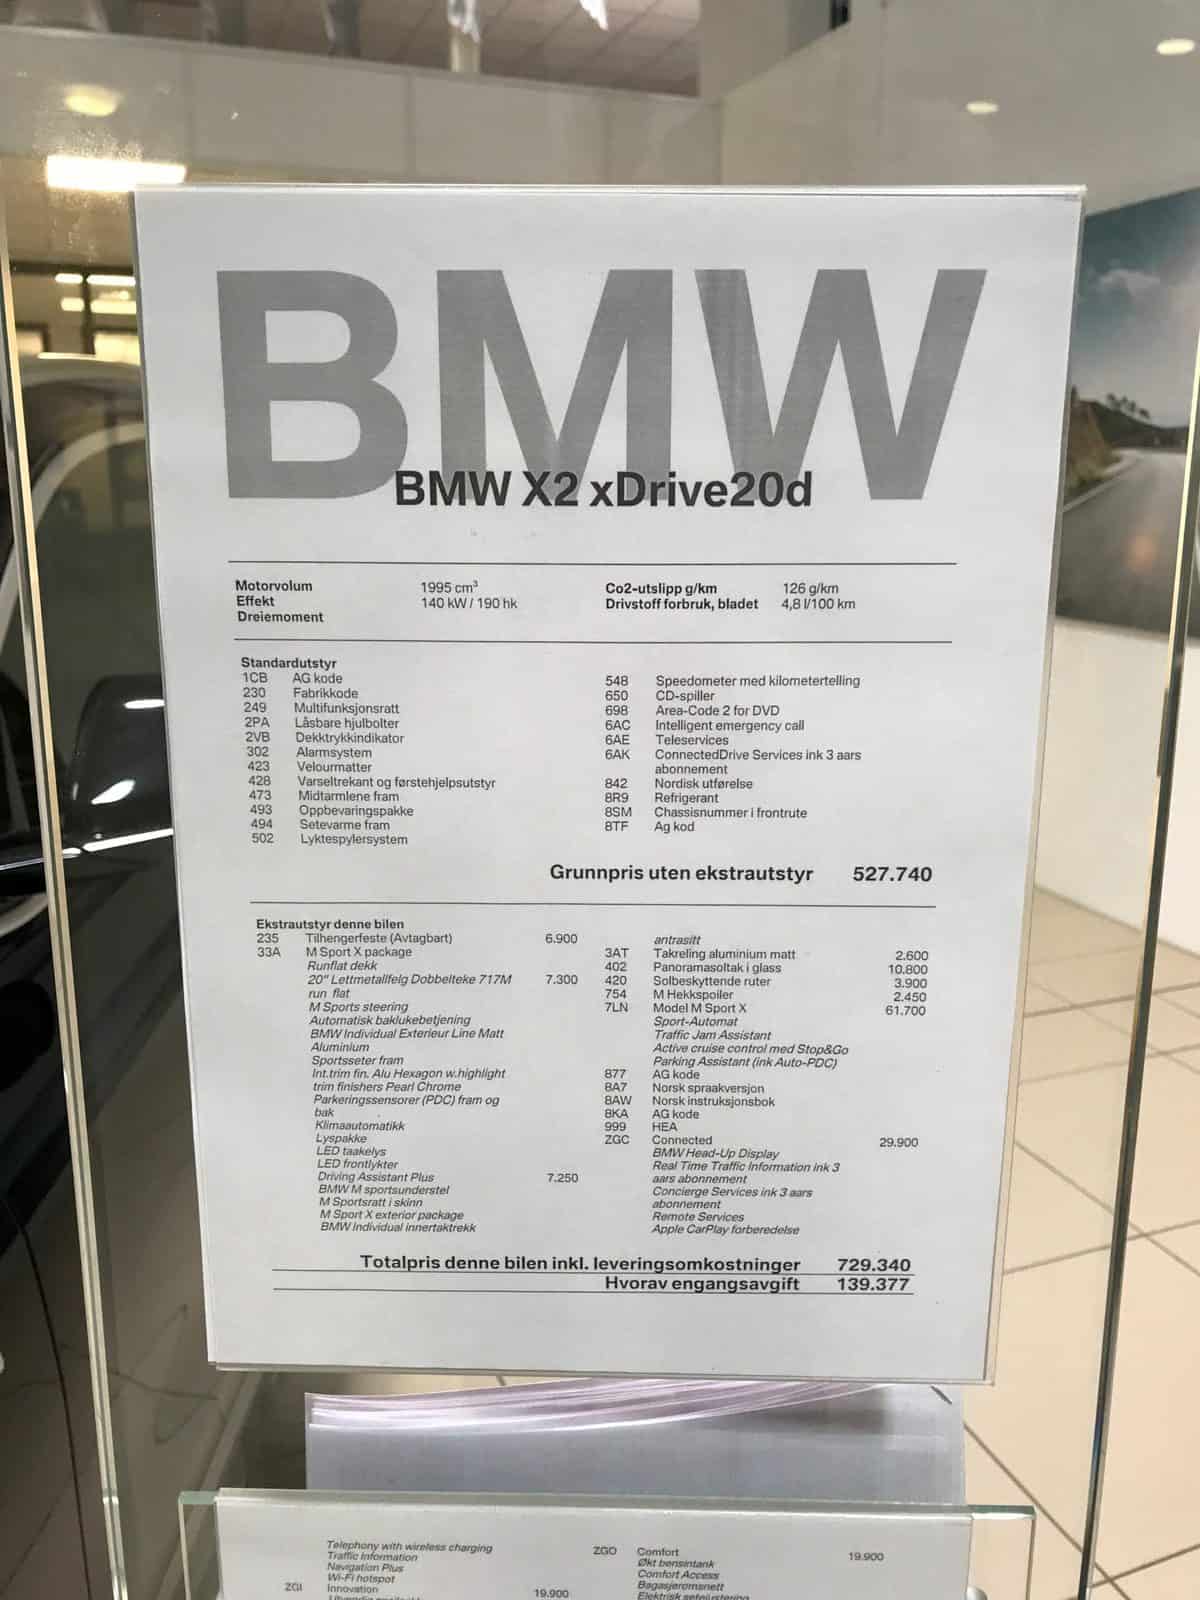 BMW
BMW X2 xDrive20d
Motorvolum 1995 cm³
Effekt 140 kW / 190 hk
Dreiemoment
Co2-utslipp g/km 126 g/km
Drivstoff forbruk, bladet 4,8 l/100 km
Standardutstyr
1CB AG kode
230 Fabrikkode
249 Multifunksjonsratt
2PA Låsbare hjulbolter
2VB Dekktrykkindikator
302 Alarmsystem
423 Velourmatter
428 Varseltrekant og førstehjelpsutstyr
473 Midtarmlene fram
493 Oppbevaringspakke
494 Setevarme fram
502 Lyktespylersystem
548 Speedometer med kilometertelling
650 CD-spiller
698 Area-Code 2 for DVD
6AC Intelligent emergency call
6AE Teleservices
6AK ConnectedDrive Services ink 3 aars
abonnement
842 Nordisk utførelse
8R9 Refrigerant
8SM Chassisnummer i frontrute
8TF Ag kod
Grunnpris uten ekstrautstyr 527.740
Ekstrautstyr denne bilen
235 Tilhengerfeste (Avtagbart) 6.900
33A M Sport X package
Runflat dekk
20" Lettmetallfelg Dobbelteke 717M 7.300
run flat
M Sports steering
Automatisk baklukebetjening
BMW Individual Exterieur Line Matt
Aluminium
Sportsseter fram
Int.trim fin. Alu Hexagon w.highlight
trim finishers Pearl Chrome
Parkeringssensorer (PDC) fram og
bak
Klimaautomatikk
Lyspakke
LED taakelys
LED frontlykter
Driving Assistant Plus 7.250
BMW M sportsunderstel
M Sportsratt i skinn
M Sport X exterior package
BMW Individual innertaktrekk
antrasitt
3AT Takreling aluminium matt 2.600
402 Panoramasoltak i glass 10.800
420 Solbeskyttende ruter 3.900
754 M Hekkspoiler 2.450
7LN Model M Sport X 61.700
Sport-Automat
Traffic Jam Assistant
Active cruise control med Stop&Go
Parking Assistant (ink Auto-PDC)
877 AG kode
8A7 Norsk spraakversjon
8AW Norsk instruksjonsbok
8KA AG kode
999 HEA
ZGC Connected 29.900
BMW Head-Up Display
Real Time Traffic Information ink 3
aars abonnement
Concierge Services ink 3 aars
abonnement
Remote Services
Apple CarPlay forberedelse
Totalpris denne bilen inkl. leveringsomkostninger 729.340
Hvorav engangsavgift 139.377
Telephony with wireless charging
Traffic Information
Navigation Plus
Wi-Fi hotspot
ZGI Innovation 19.900
ZGO Comfort 19.900
Økt bensintank
Comfort Access
Bagasjeromsnett
Elektrisk setejustering